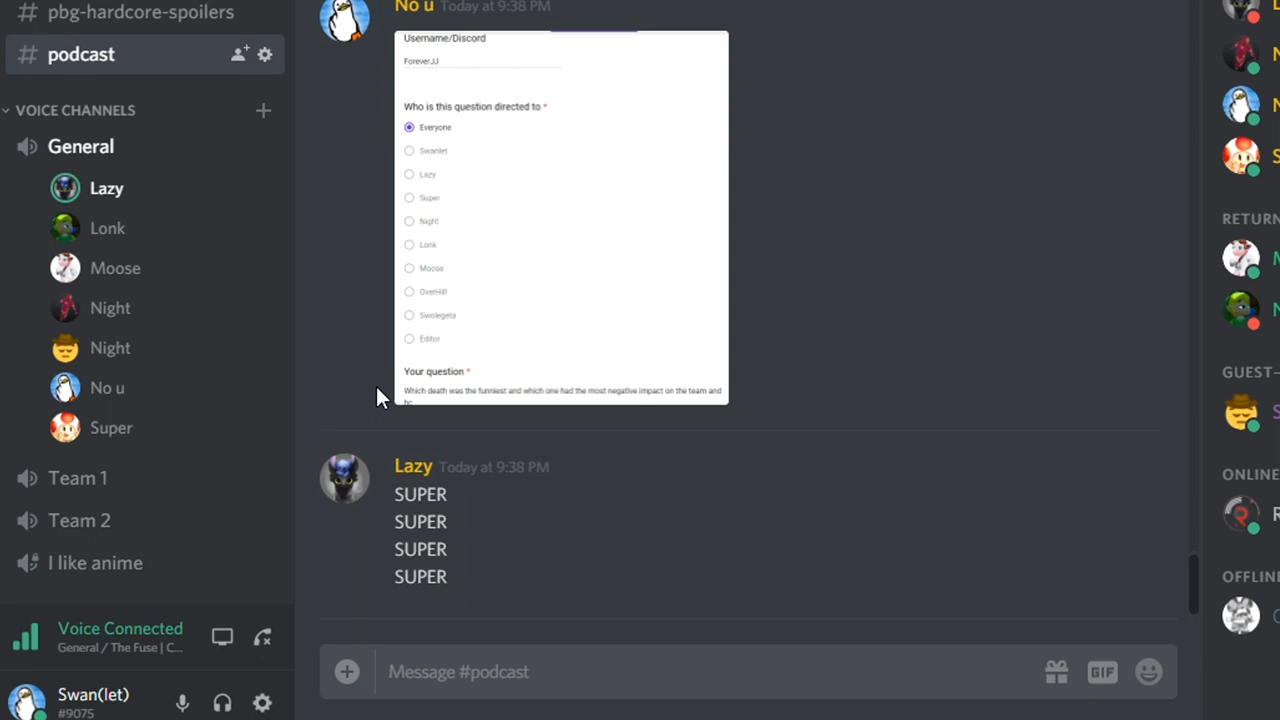 # pbg-hardcore-spoilers
# podcast
VOICE CHANNELS
General
Lazy
Lonk
Moose
Night
Night
No u
Super
Team 1
Team 2
I like anime
Voice Connected
General / The Fuse | C...
Swan(let)
#9075
No u Today at 9:38 PM
Username/Discord
ForeverJJ
Who is this question directed to *
Everyone
Swanlet
Lazy
Super
Night
Lonk
Moose
OverHill
Swolegeta
Editor
Your question *
Which death was the funniest and which one had the most negative impact on the team and
Lazy Today at 9:38 PM
SUPER
SUPER
SUPER
SUPER
Message #podcast
GIF
RETURN
GUEST-
ONLINE
OFFLINE